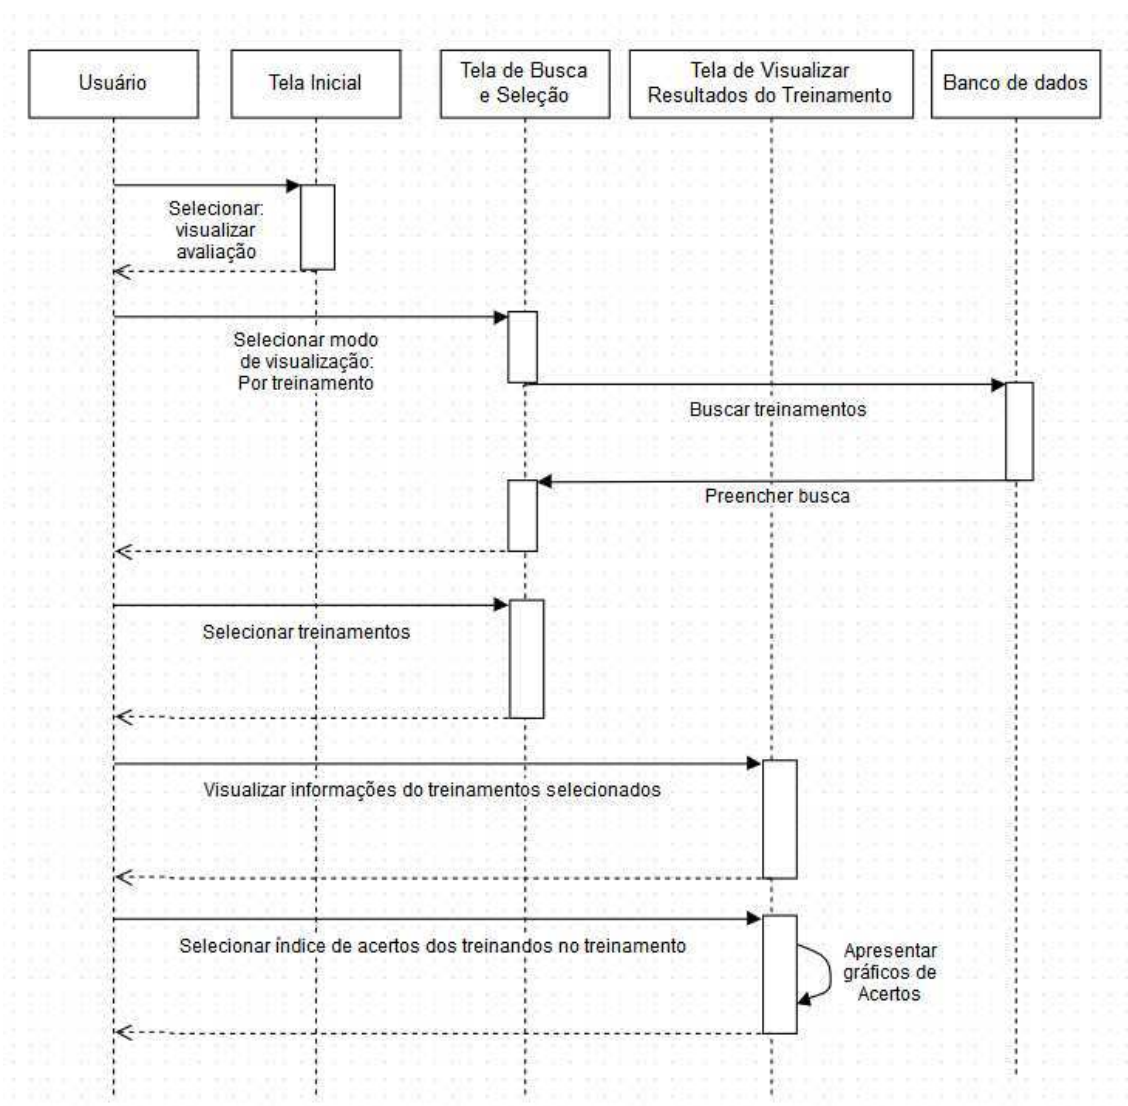 Usuário
Tela Inicial
Tela de Busca
e Seleção
Tela de Visualizar
Resultados do Treinamento
Banco de dados
Selecionar:
visualizar
avaliação
Selecionar modo
de visualização:
Por treinamento
Buscar treinamentos
Preencher busca
Selecionar treinamentos
Visualizar informações do treinamentos selecionados
Selecionar índice de acertos dos treinandos no treinamento
Apresentar
gráficos de
Acertos